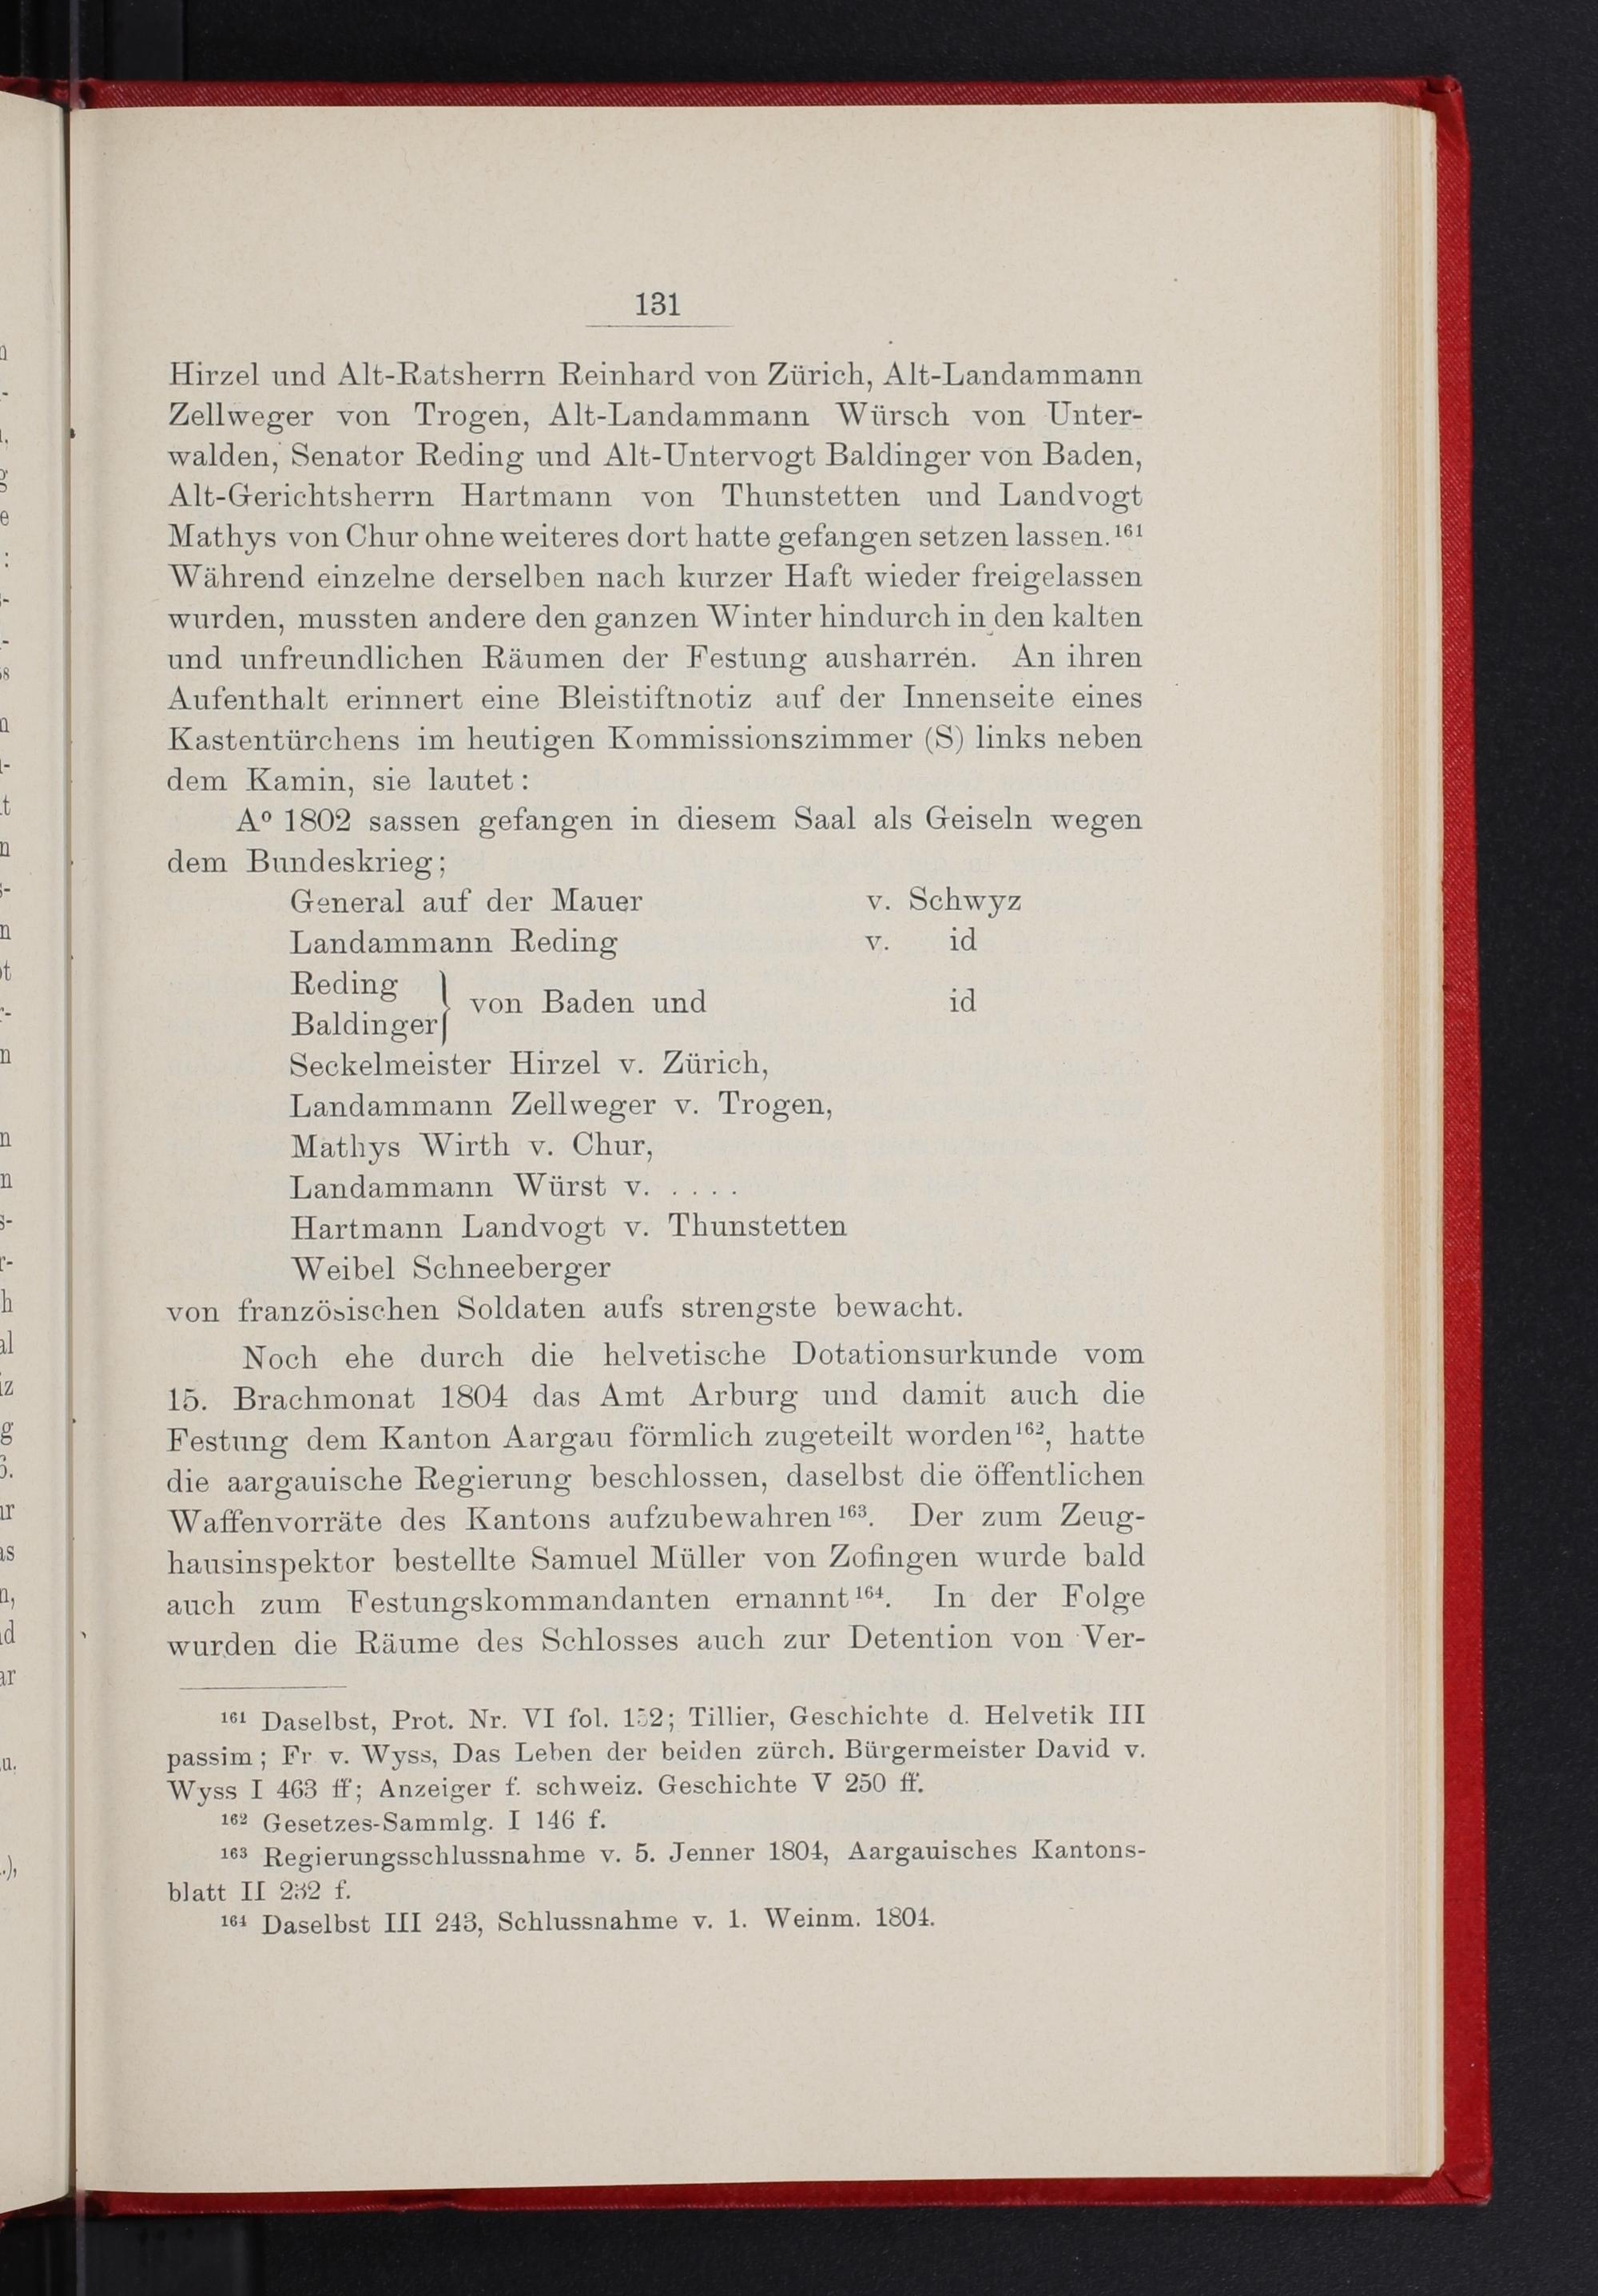 131
Hirzel und Alt-Ratsherrn Reinhard von Zürich, Alt-Landammann
Zellweger von Trogen, Alt-Landammann Würsch von Unter-
walden, Senator Reding und Alt-Untervogt Baldinger von Baden,
Alt-Gerichtsherrn Hartmann von Thunstetten und Landvogt
Mathys von Chur ohne weiteres dort hatte gefangen setzen lassen.¹⁶¹
Während einzelne derselben nach kurzer Haft wieder freigelassen
wurden, mussten andere den ganzen Winter hindurch in den kalten
und unfreundlichen Räumen der Festung ausharren. An ihren
Aufenthalt erinnert eine Bleistiftnotiz auf der Innenseite eines
Kastentürchens im heutigen Kommissionszimmer (S) links neben
dem Kamin, sie lautet:
Aº 1802 sassen gefangen in diesem Saal als Geiseln wegen
dem Bundeskrieg;
General auf der Mauer v. Schwyz
Landammann Reding v. id
Reding
Baldinger } von Baden und id
Seckelmeister Hirzel v. Zürich,
Landammann Zellweger v. Trogen,
Mathys Wirth v. Chur,
Landammann Würst v. . . . .
Hartmann Landvogt v. Thunstetten
Weibel Schneeberger
von französischen Soldaten aufs strengste bewacht.
Noch ehe durch die helvetische Dotationsurkunde vom
15. Brachmonat 1804 das Amt Arburg und damit auch die
Festung dem Kanton Aargau förmlich zugeteilt worden¹⁶², hatte
die aargauische Regierung beschlossen, daselbst die öffentlichen
Waffenvorräte des Kantons aufzubewahren¹⁶³. Der zum Zeug-
hausinspektor bestellte Samuel Müller von Zofingen wurde bald
auch zum Festungskommandanten ernannt¹⁶⁴. In der Folge
wurden die Räume des Schlosses auch zur Detention von Ver-
¹⁶¹ Daselbst, Prot. Nr. VI fol. 152; Tillier, Geschichte d. Helvetik III
passim; Fr v. Wyss, Das Leben der beiden zürch. Bürgermeister David v.
Wyss I 463 ff; Anzeiger f. schweiz. Geschichte V 250 ff.
¹⁶² Gesetzes-Sammlg. I 146 f.
¹⁶³ Regierungsschlussnahme v. 5. Jenner 1804, Aargauisches Kantons-
blatt II 232 f.
¹⁶⁴ Daselbst III 243, Schlussnahme v. 1. Weinm. 1804.